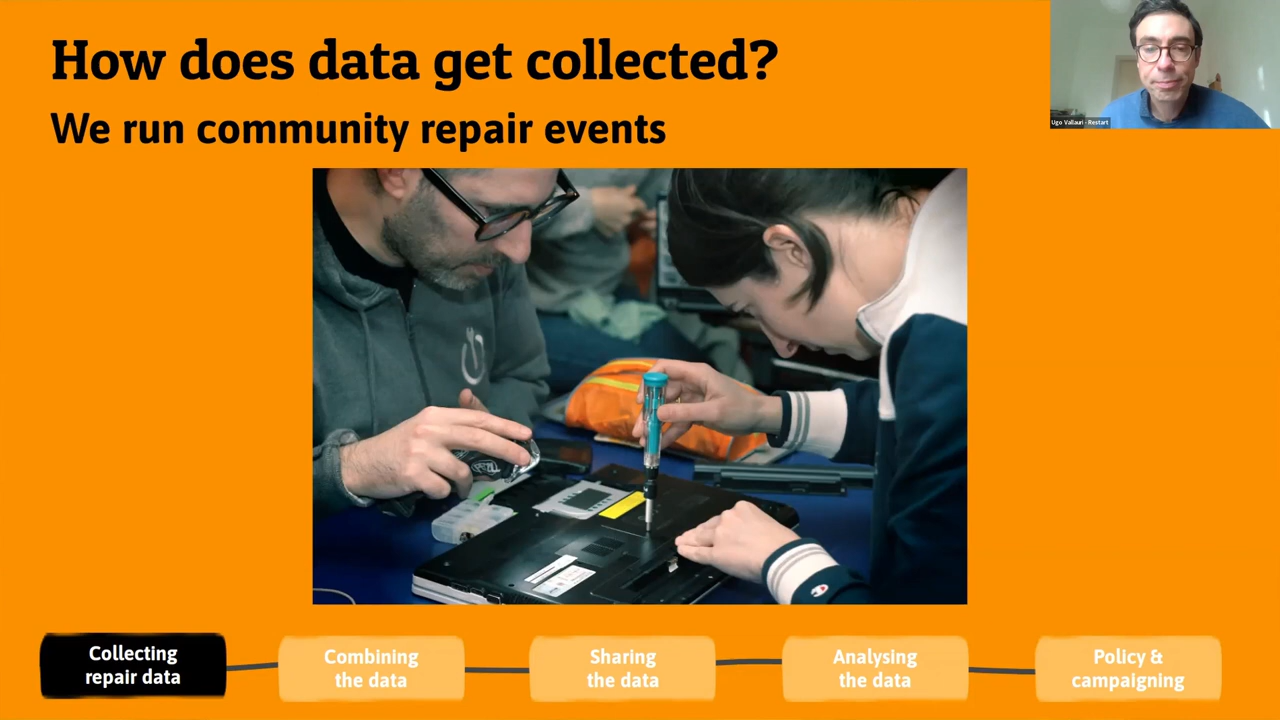 How does data get collected?
We run community repair events
Ugo Vallauri - Restart
Collecting
repair data
Combining
the data
Sharing
the data
Analysing
the data
Policy &
campaigning